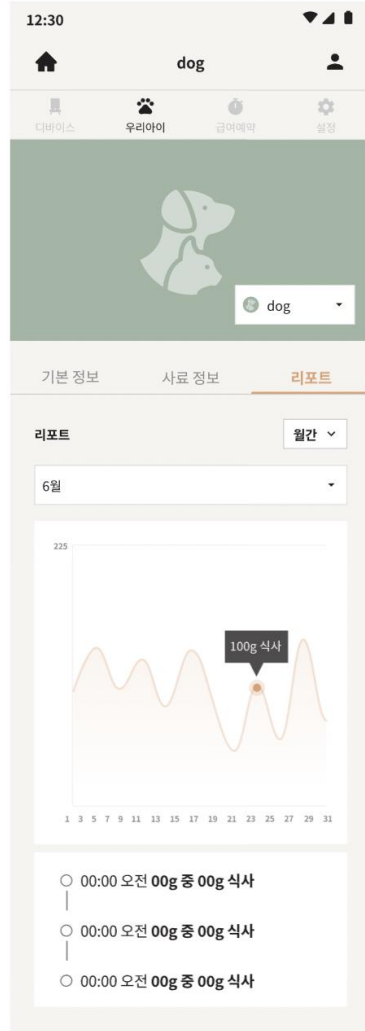 12:30
dog
디바이스 우리아이 급여예약 설정
dog
기본 정보 사료 정보 리포트
리포트 월간
6월
225
100g 식사
1 3 5 7 9 11 13 15 17 19 21 23 25 27 29 31
00:00 오전 00g 중 00g 식사
00:00 오전 00g 중 00g 식사
00:00 오전 00g 중 00g 식사